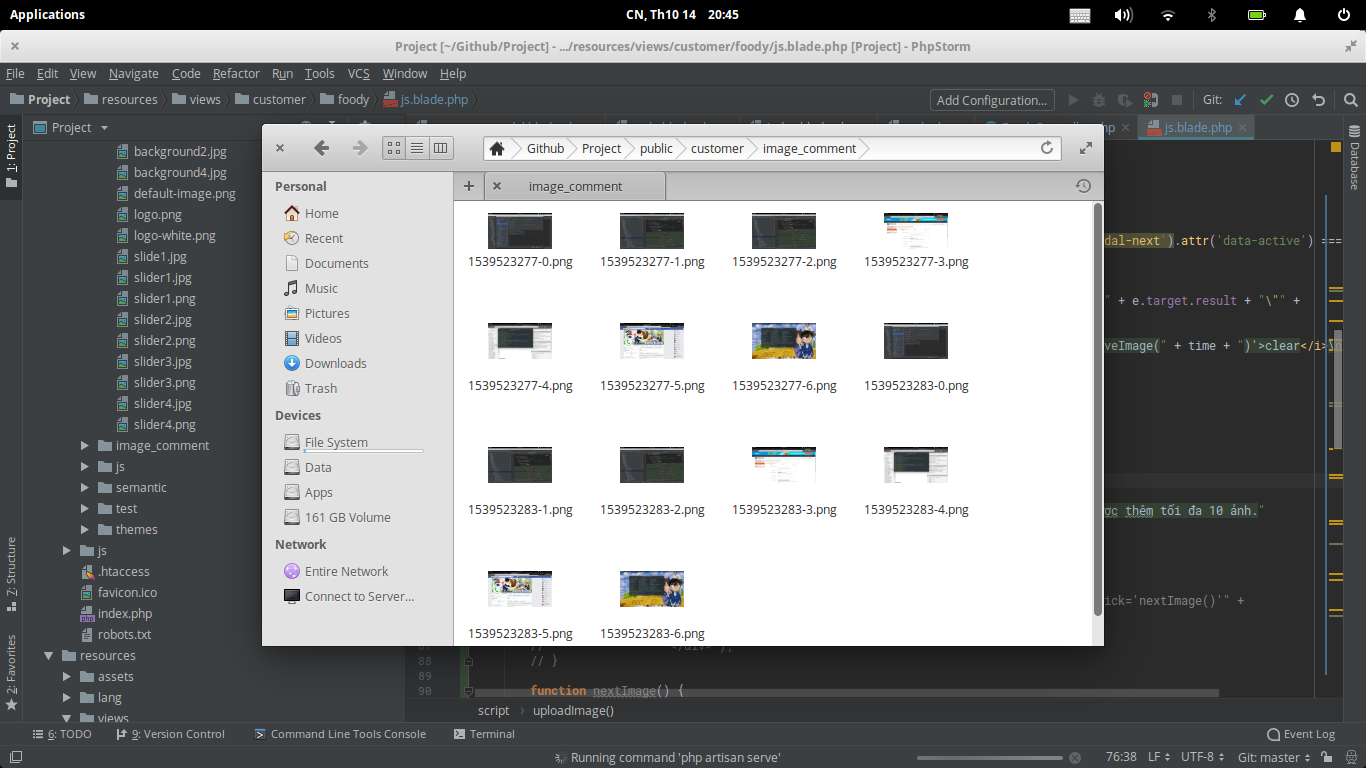 Applications
CN, Th10 14 20:45
Project [~/Github/Project] - .../resources/views/customer/foody/js.blade.php [Project] - PhpStorm
File Edit View Navigate Code Refactor Run Tools VCS Window Help
Project resources views customer foody js.blade.php
Add Configuration... Git:
1: Project
Project
js.blade.php
Database
background2.jpg
background4.jpg
default-image.png
logo.png
logo-white.png
slide1.jpg
slider1.jpg
slider1.png
slider2.jpg
slider2.png
slider3.jpg
slider3.png
slider4.jpg
slider4.png
image_comment
js
semantic
test
themes
js
.htaccess
favicon.ico
index.php
robots.txt
resources
assets
lang
views
Z: Structure
2: Favorites
Github Project public customer image_comment
image_comment
Personal
Home
Recent
Documents
Music
Pictures
Videos
Downloads
Trash
Devices
File System
Data
Apps
161 GB Volume
Network
Entire Network
Connect to Server...
1539523277-0.png 1539523277-1.png 1539523277-2.png 1539523277-3.png
1539523277-4.png 1539523277-5.png 1539523277-6.png 1539523283-0.png
1539523283-1.png 1539523283-2.png 1539523283-3.png 1539523283-4.png
1539523283-5.png 1539523283-6.png
dal-next`).attr('data-active') ===
" + e.target.result + "\"" +
veImage(" + time + ")'>clear</i>
thêm tối đa 10 ảnh."
ick='nextImage()'" +
88 // }
89
90 function nextImage() {
script uploadImage()
6: TODO 9: Version Control Command Line Tools Console Terminal Event Log
Running command 'php artisan serve' 76:38 LF UTF-8 Git: master